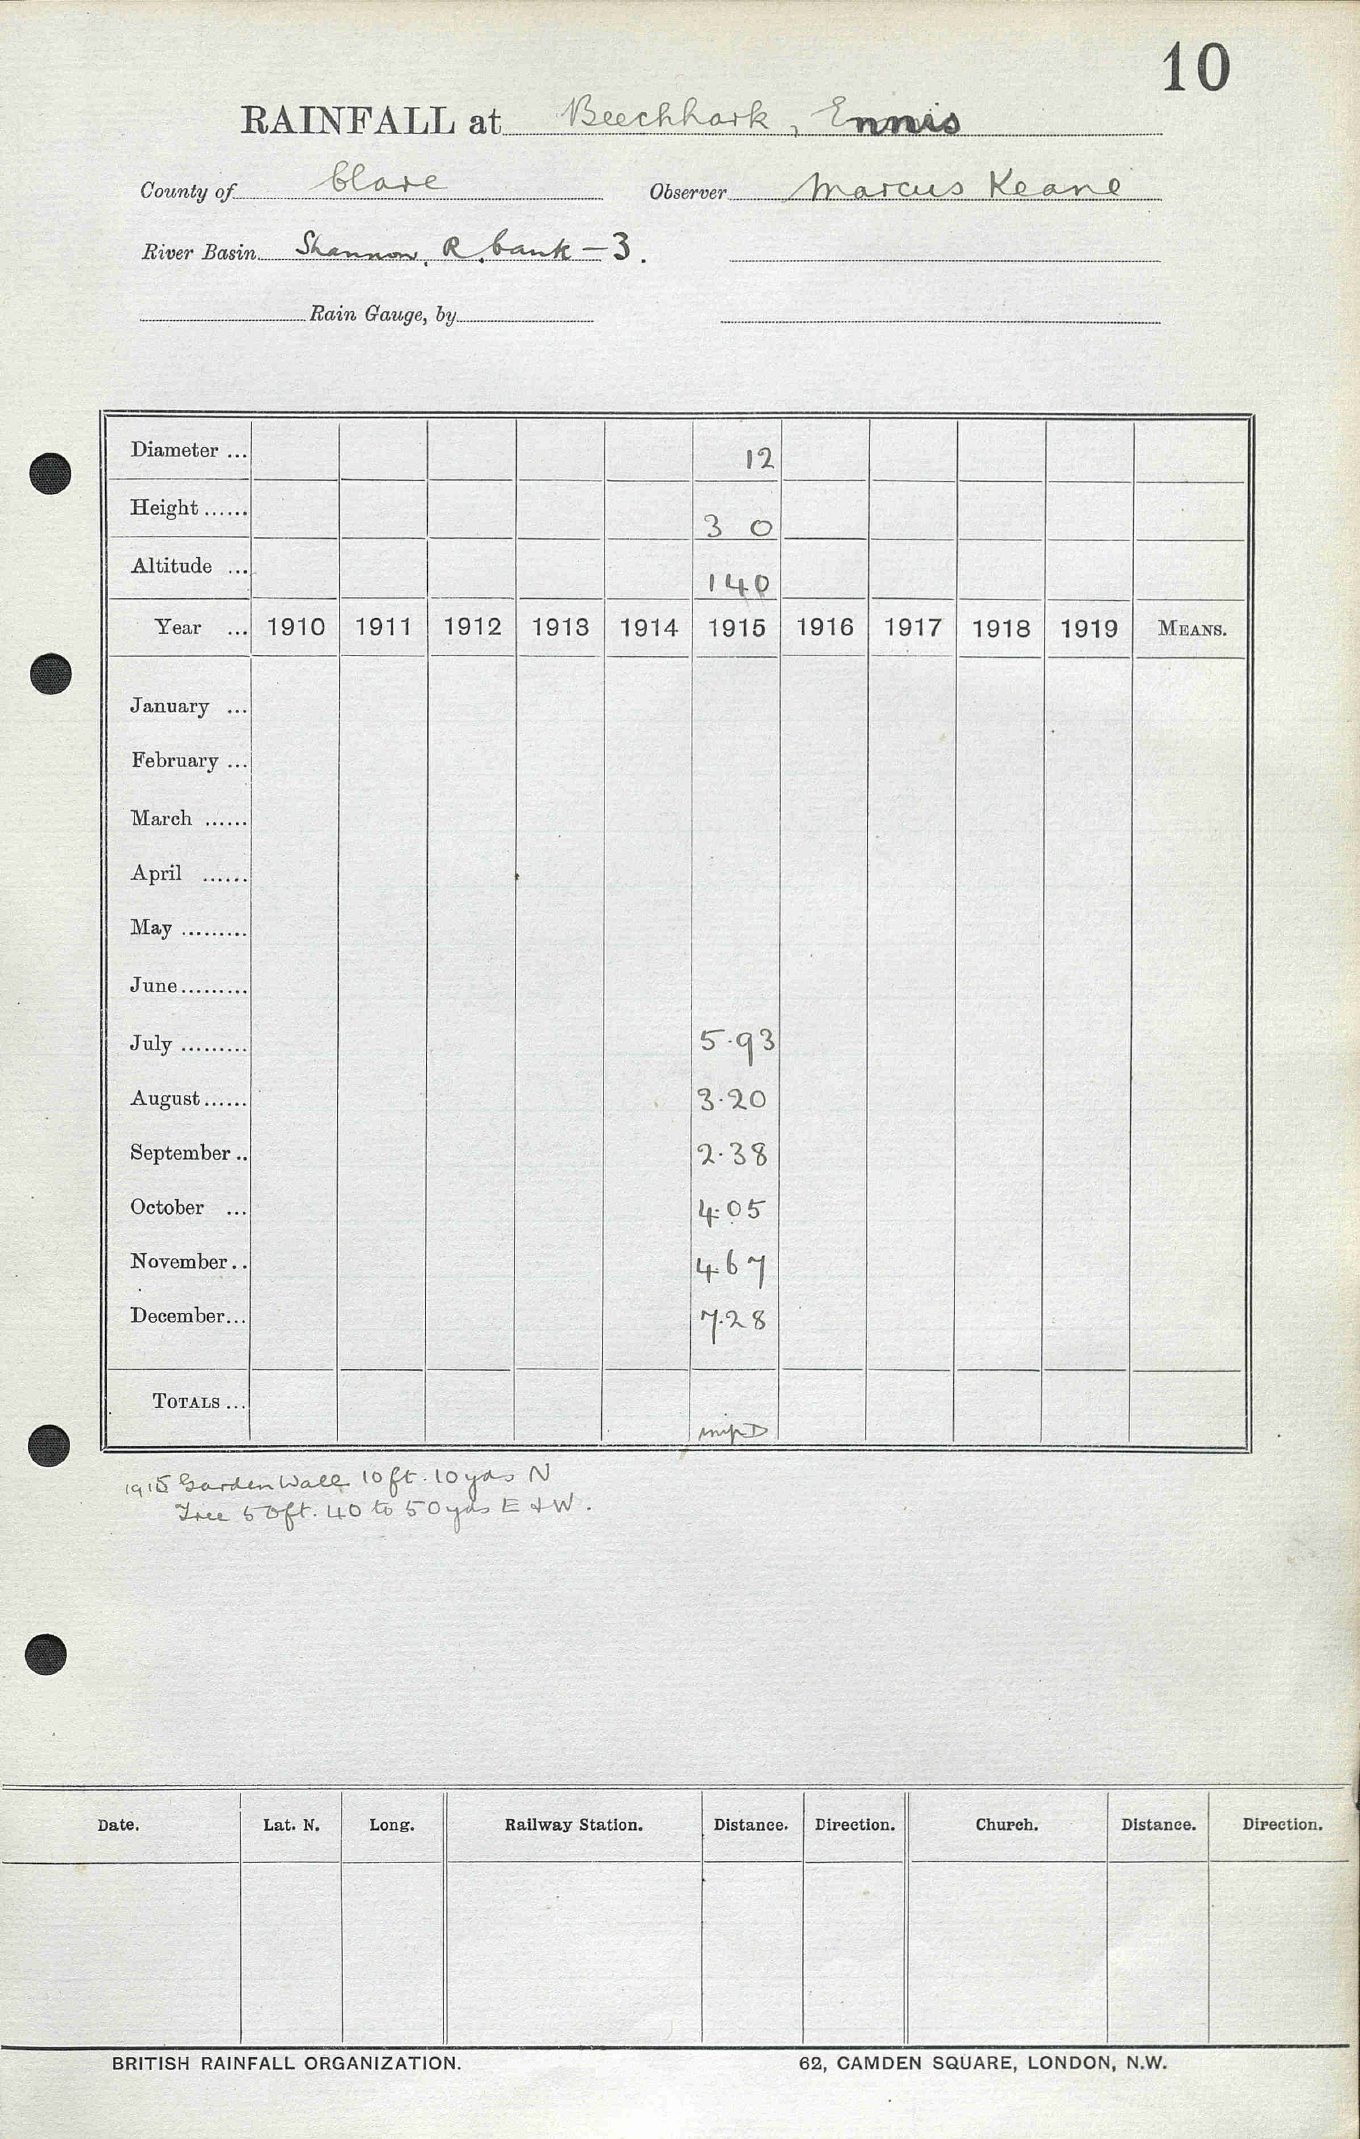 10
RAINFALL at Beechhark, Ennis
County of Clare Observer Marcus Keane
River Basin Shannon. R. bank - 3.
Rain Gauge, by
Diameter ... 12
Height ...... 3 0
Altitude ... 140
Year ... 1910 1911 1912 1913 1914 1915 1916 1917 1918 1919 MEANS.
January ...
February ...
March ......
April ......
May .........
June.........
July ......... 5.93
August...... 3.20
September .. 2.38
October ... 4.05
November.. 4.67
December... 7.28
TOTALS ...
1915 Garden Wall 10 ft. 10 yds N
Tree 50 ft. 40 to 50 yds E & W.
Date. Lat. N. Long. Railway Station. Distance. Direction. Church. Distance. Direction.
BRITISH RAINFALL ORGANIZATION. 62, CAMDEN SQUARE, LONDON, N.W.